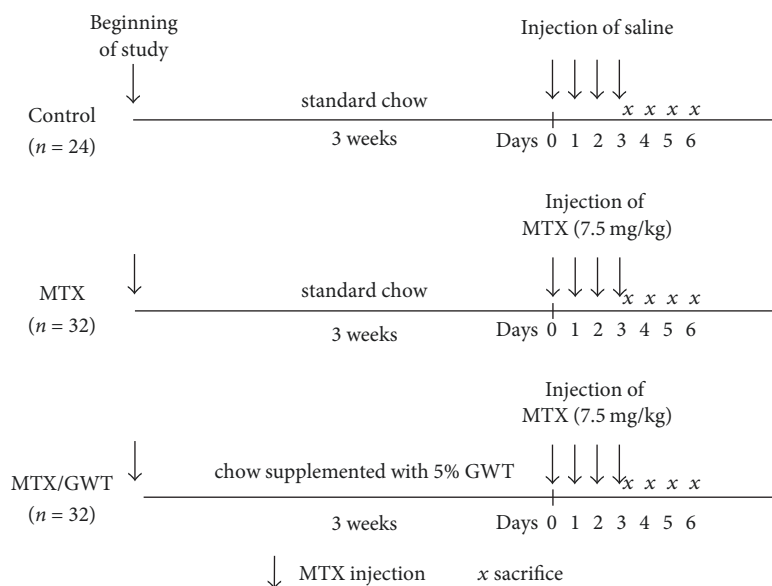 Beginning
of study
Injection of saline
Control
(n = 24)
standard chow
3 weeks
x x x x
Days 0 1 2 3 4 5 6
Injection of
MTX (7.5 mg/kg)
MTX
(n = 32)
standard chow
3 weeks
x x x x
Days 0 1 2 3 4 5 6
Injection of
MTX (7.5 mg/kg)
MTX/GWT
(n = 32)
chow supplemented with 5% GWT
3 weeks
x x x x
Days 0 1 2 3 4 5 6
MTX injection x sacrifice